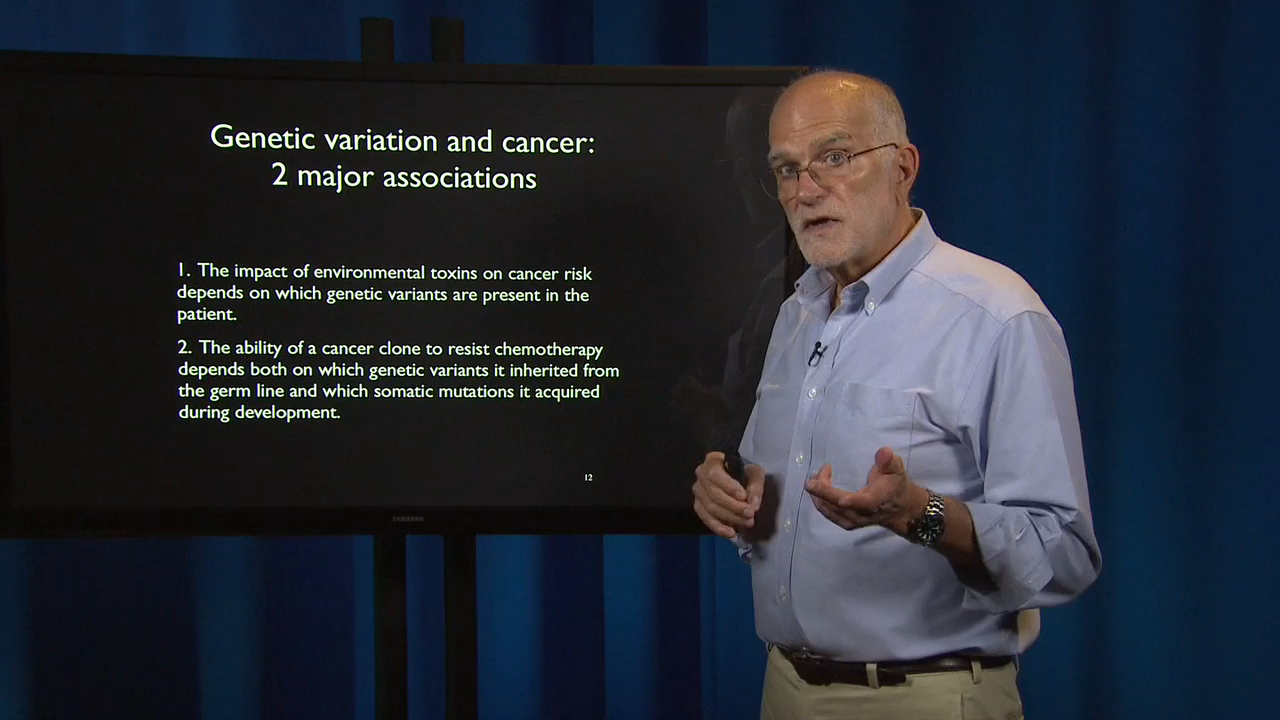 Genetic variation and cancer:
2 major associations
1. The impact of environmental toxins on cancer risk
depends on which genetic variants are present in the
patient.
2. The ability of a cancer clone to resist chemotherapy
depends both on which genetic variants it inherited from
the germ line and which somatic mutations it acquired
during development.
12
SAMSUNG